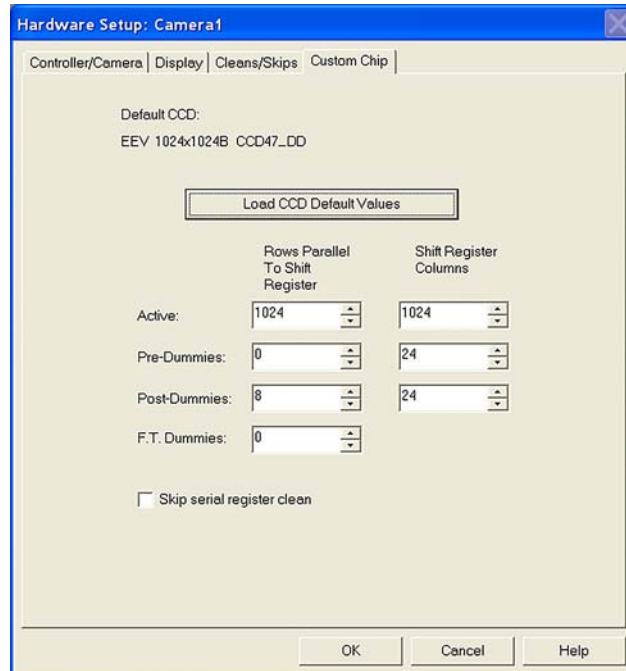 Hardware Setup: Camera1
Controller/Camera Display Cleans/Skips Custom Chip
Default CCD:
EEV 1024x1024B CCD47_DD
Load CCD Default Values
Rows Parallel
To Shift
Register
Shift Register
Columns
Active: 1024 1024
Pre-Dummies: 0 24
Post-Dummies: 8 24
F.T. Dummies: 0
Skip serial register clean
OK Cancel Help